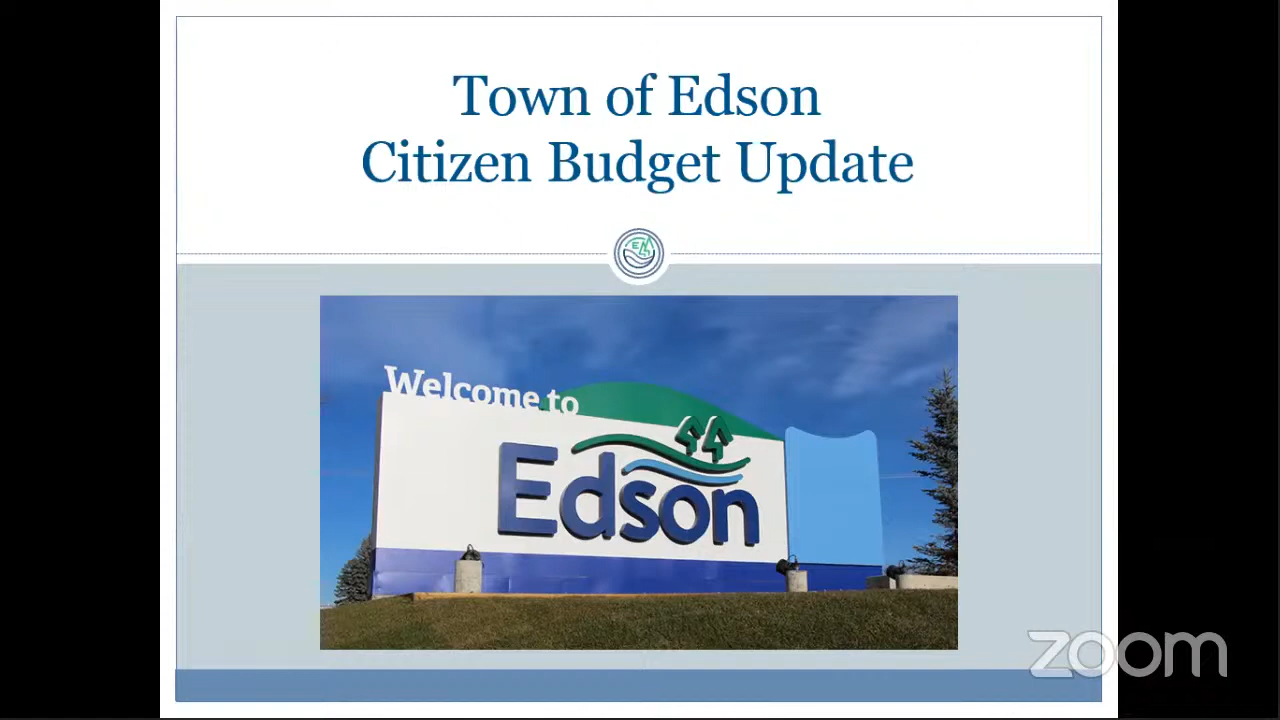 Town of Edson
Citizen Budget Update
Welcome to
Edson
zoom